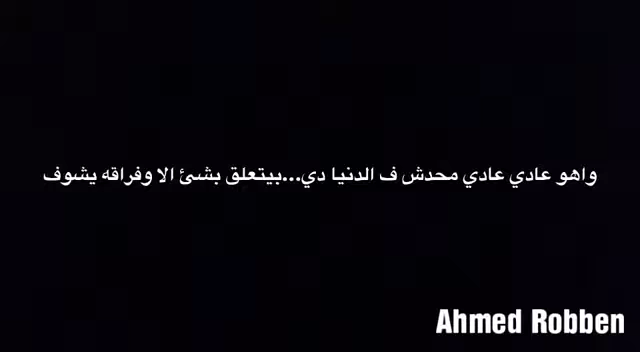 واهو عادي عادي محدش ف الدنيا دي...بيتعلق بشئ الا وفراقه يشوف
Ahmed Robben